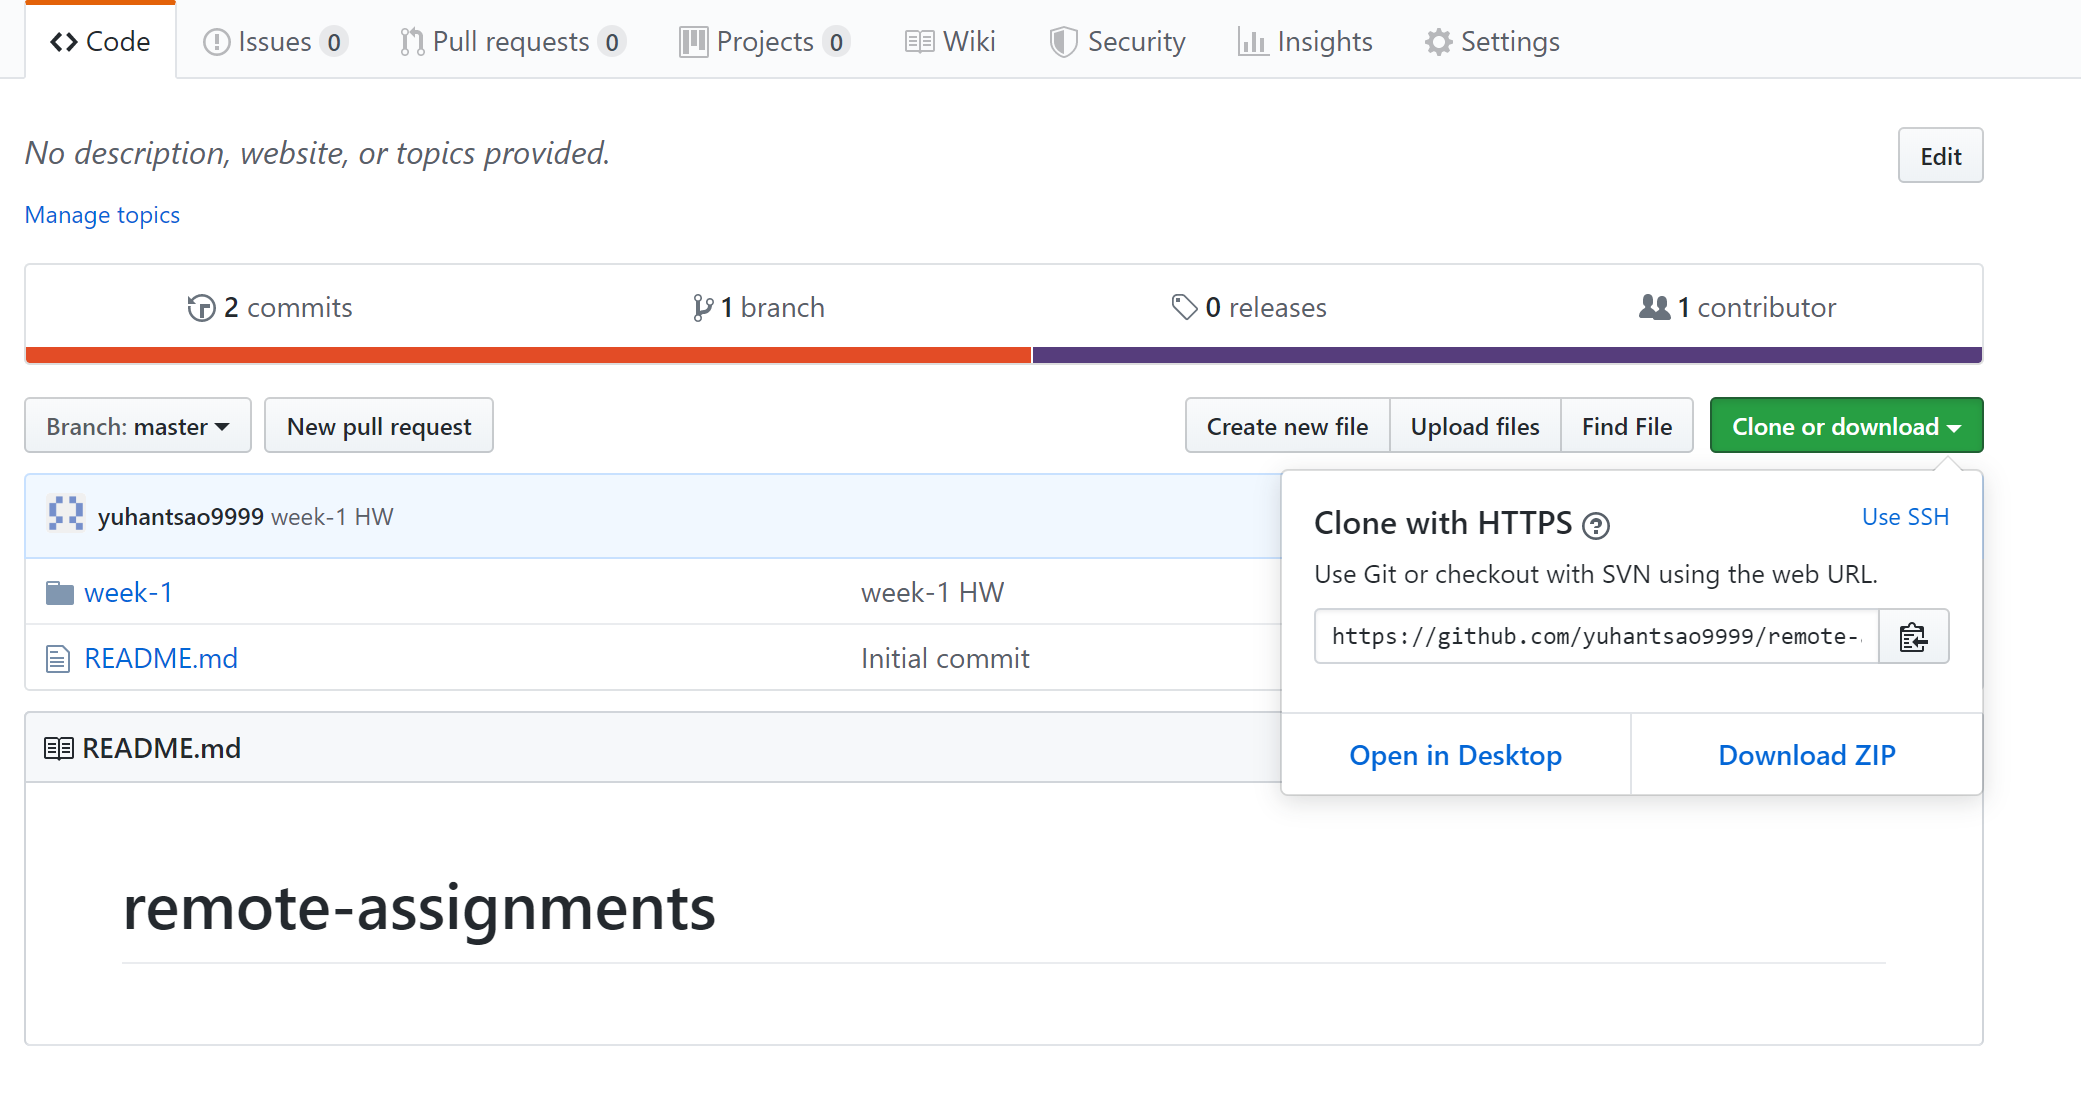 Code Issues 0 Pull requests 0 Projects 0 Wiki Security Insights Settings
No description, website, or topics provided.
Edit
Manage topics
2 commits 1 branch 0 releases 1 contributor
Branch: master New pull request Create new file Upload files Find File Clone or download
yuhantsao9999 week-1 HW
week-1 week-1 HW
README.md Initial commit
Clone with HTTPS ? Use SSH
Use Git or checkout with SVN using the web URL.
https://github.com/yuhantsao9999/remote-
Open in Desktop Download ZIP
README.md
remote-assignments